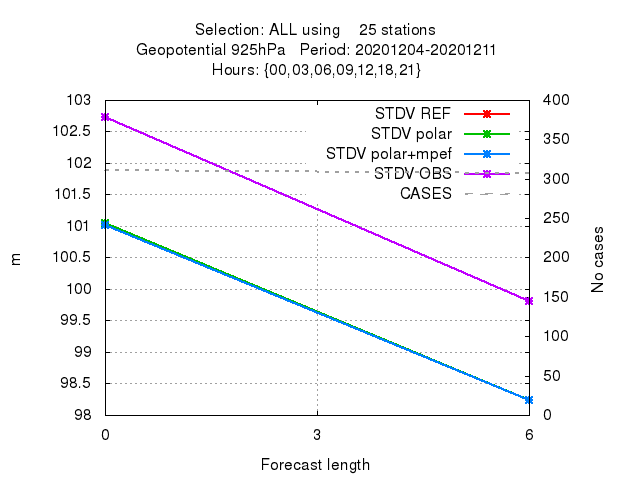 Selection: ALL using    25 stations
Geopotential 925hPa   Period: 20201204-20201211
Hours: {00,03,06,09,12,18,21}
103
102.5
102
101.5
101
100.5
100
99.5
99
98.5
98
400
350
300
250
200
150
100
50
0
STDV REF
STDV polar
STDV polar+mpef
STDV OBS
CASES
m
No cases
0
3
6
Forecast length